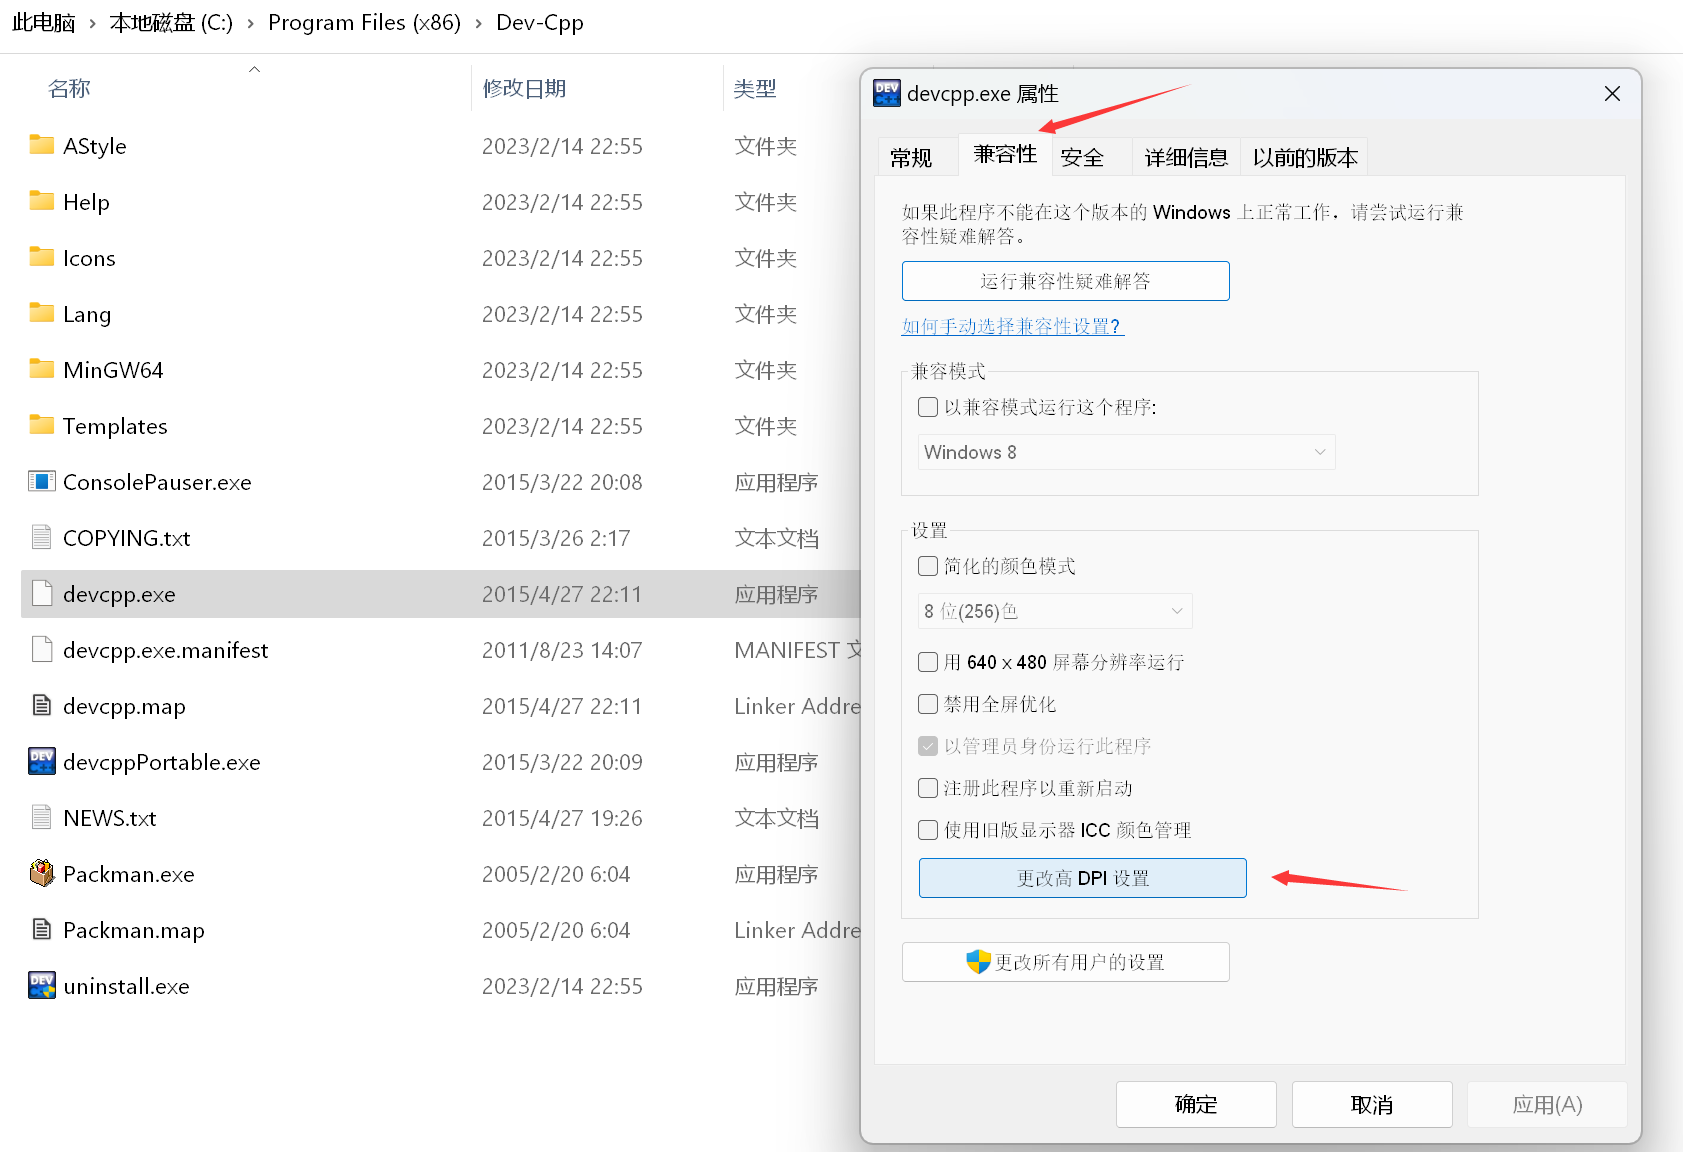 此电脑 › 本地磁盘 (C:) › Program Files (x86) › Dev-Cpp
名称 修改日期 类型
AStyle 2023/2/14 22:55 文件夹
Help 2023/2/14 22:55 文件夹
Icons 2023/2/14 22:55 文件夹
Lang 2023/2/14 22:55 文件夹
MinGW64 2023/2/14 22:55 文件夹
Templates 2023/2/14 22:55 文件夹
ConsolePauser.exe 2015/3/22 20:08 应用程序
COPYING.txt 2015/3/26 2:17 文本文档
devcpp.exe 2015/4/27 22:11 应用程序
devcpp.exe.manifest 2011/8/23 14:07 MANIFEST 文
devcpp.map 2015/4/27 22:11 Linker Addre
devcppPortable.exe 2015/3/22 20:09 应用程序
NEWS.txt 2015/4/27 19:26 文本文档
Packman.exe 2005/2/20 6:04 应用程序
Packman.map 2005/2/20 6:04 Linker Addre
uninstall.exe 2023/2/14 22:55 应用程序
devcpp.exe 属性
常规 兼容性 安全 详细信息 以前的版本
如果此程序不能在这个版本的 Windows 上正常工作，请尝试运行兼
容性疑难解答。
运行兼容性疑难解答
如何手动选择兼容性设置?
兼容模式
以兼容模式运行这个程序:
Windows 8
设置
简化的颜色模式
8 位(256)色
用 640 x 480 屏幕分辨率运行
禁用全屏优化
以管理员身份运行此程序
注册此程序以重新启动
使用旧版显示器 ICC 颜色管理
更改高 DPI 设置
更改所有用户的设置
确定 取消 应用(A)